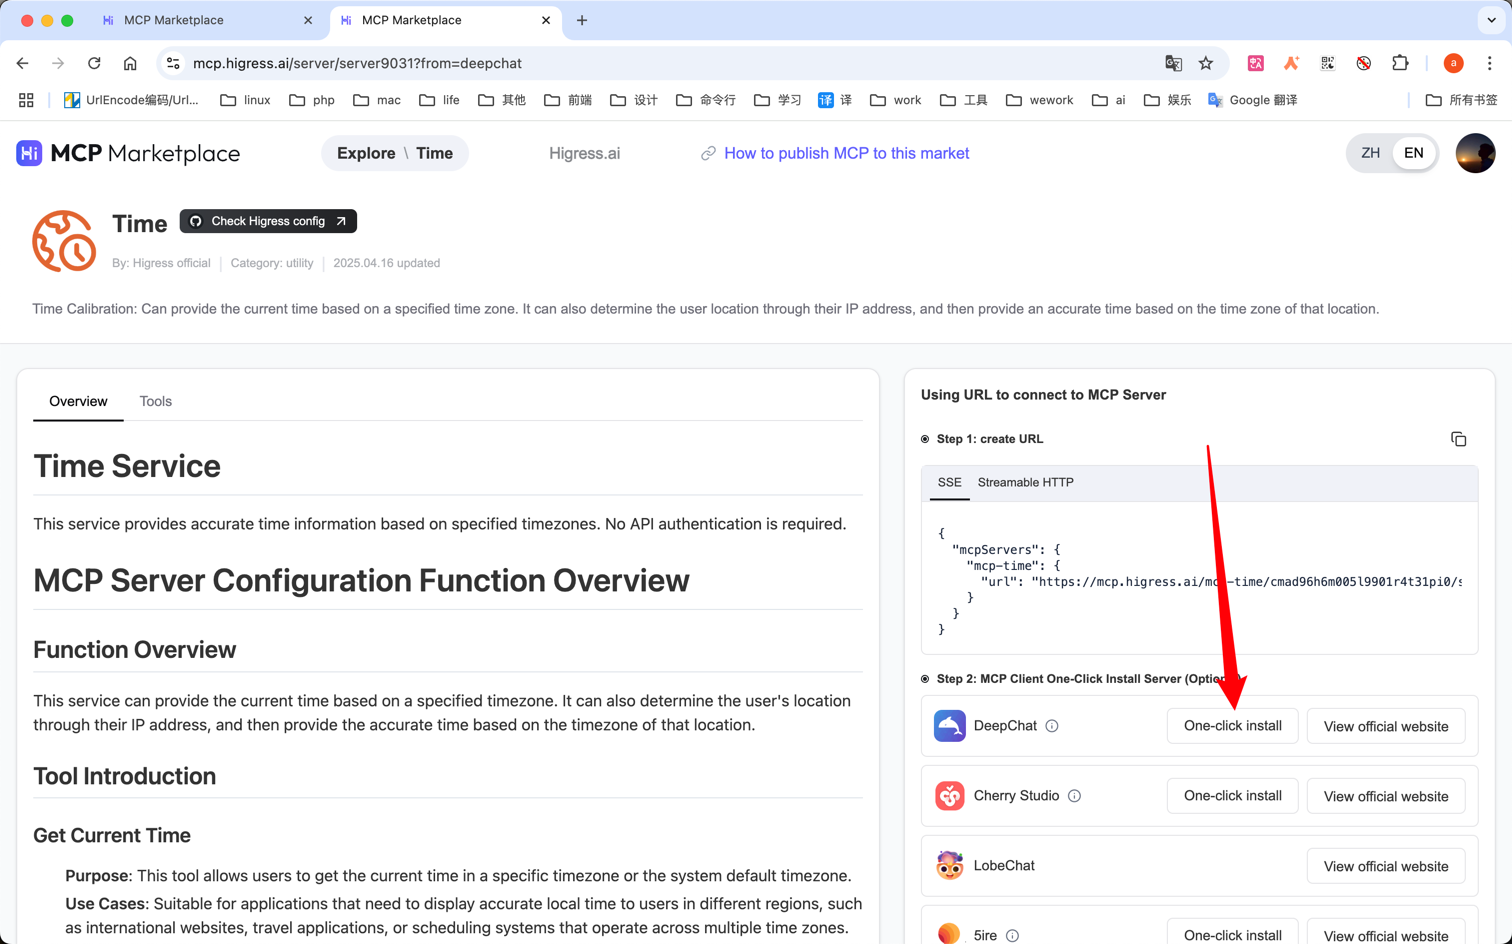 Hi MCP Marketplace
Hi MCP Marketplace
mcp.higress.ai/server/server9031?from=deepchat
a
UrlEncode编码/Url...
linux
php
mac
life
其他
前端
设计
命令行
学习
译 译
work
工具
wework
ai
娱乐
Google 翻译
所有书签
Hi MCP Marketplace
Explore \ Time
Higress.ai
How to publish MCP to this market
ZH
EN
Time
Check Higress config
By: Higress official
Category: utility
2025.04.16 updated
Time Calibration: Can provide the current time based on a specified time zone. It can also determine the user location through their IP address, and then provide an accurate time based on the time zone of that location.
Overview
Tools
Time Service
This service provides accurate time information based on specified timezones. No API authentication is required.
MCP Server Configuration Function Overview
Function Overview
This service can provide the current time based on a specified timezone. It can also determine the user's location
through their IP address, and then provide the accurate time based on the timezone of that location.
Tool Introduction
Get Current Time
Purpose: This tool allows users to get the current time in a specific timezone or the system default timezone.
Use Cases: Suitable for applications that need to display accurate local time to users in different regions, such
as international websites, travel applications, or scheduling systems that operate across multiple time zones.
Using URL to connect to MCP Server
Step 1: create URL
SSE
Streamable HTTP
{
"mcpServers": {
"mcp-time": {
"url": "https://mcp.higress.ai/mcp-time/cmad96h6m005l9901r4t31pi0/s
}
}
}
Step 2: MCP Client One-Click Install Server (Optional)
DeepChat
One-click install
View official website
Cherry Studio
One-click install
View official website
LobeChat
View official website
5ire
One-click install
View official website